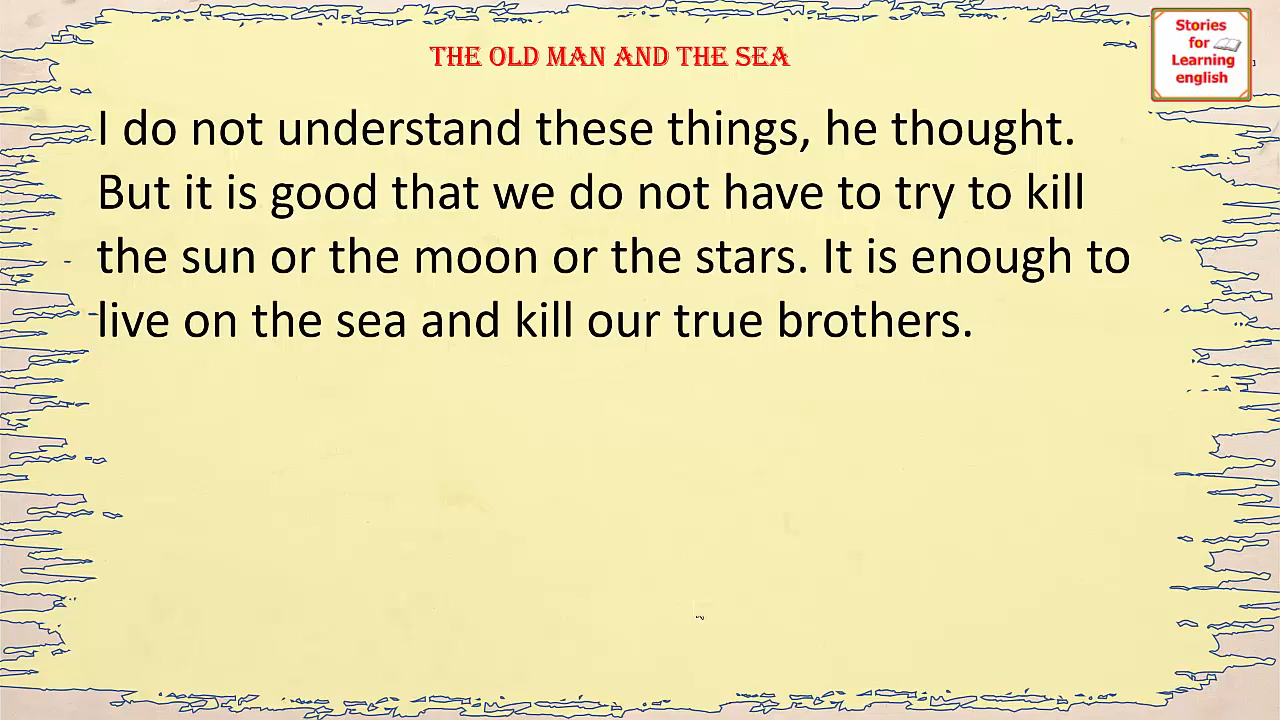 THE OLD MAN AND THE SEA
Stories
for
Learning
english
I do not understand these things, he thought.
But it is good that we do not have to try to kill
the sun or the moon or the stars. It is enough to
live on the sea and kill our true brothers.